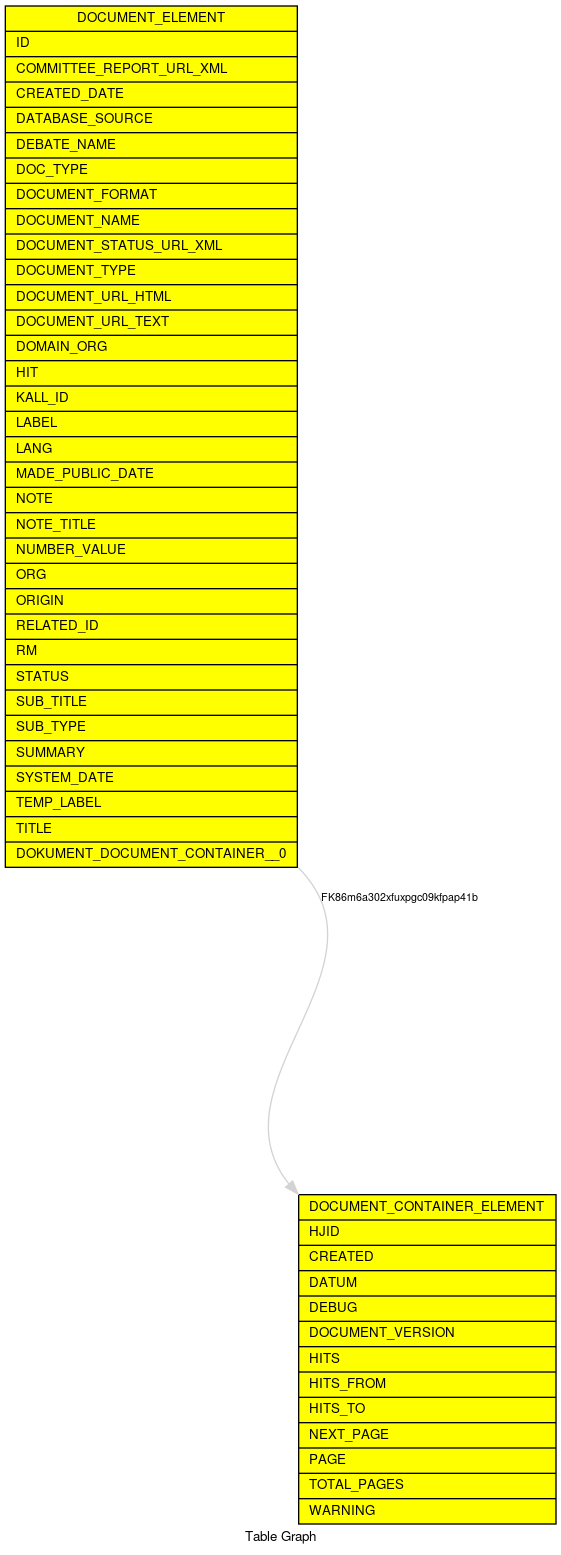 DOCUMENT_ELEMENT
ID
COMMITTEE_REPORT_URL_XML
CREATED_DATE
DATABASE_SOURCE
DEBATE_NAME
DOC_TYPE
DOCUMENT_FORMAT
DOCUMENT_NAME
DOCUMENT_STATUS_URL_XML
DOCUMENT_TYPE
DOCUMENT_URL_HTML
DOCUMENT_URL_TEXT
DOMAIN_ORG
HIT
KALL_ID
LABEL
LANG
MADE_PUBLIC_DATE
NOTE
NOTE_TITLE
NUMBER_VALUE
ORG
ORIGIN
RELATED_ID
RM
STATUS
SUB_TITLE
SUB_TYPE
SUMMARY
SYSTEM_DATE
TEMP_LABEL
TITLE
DOKUMENT_DOCUMENT_CONTAINER__0
FK86m6a302xfuxpgc09kfpap41b
DOCUMENT_CONTAINER_ELEMENT
HJID
CREATED
DATUM
DEBUG
DOCUMENT_VERSION
HITS
HITS_FROM
HITS_TO
NEXT_PAGE
PAGE
TOTAL_PAGES
WARNING
Table Graph